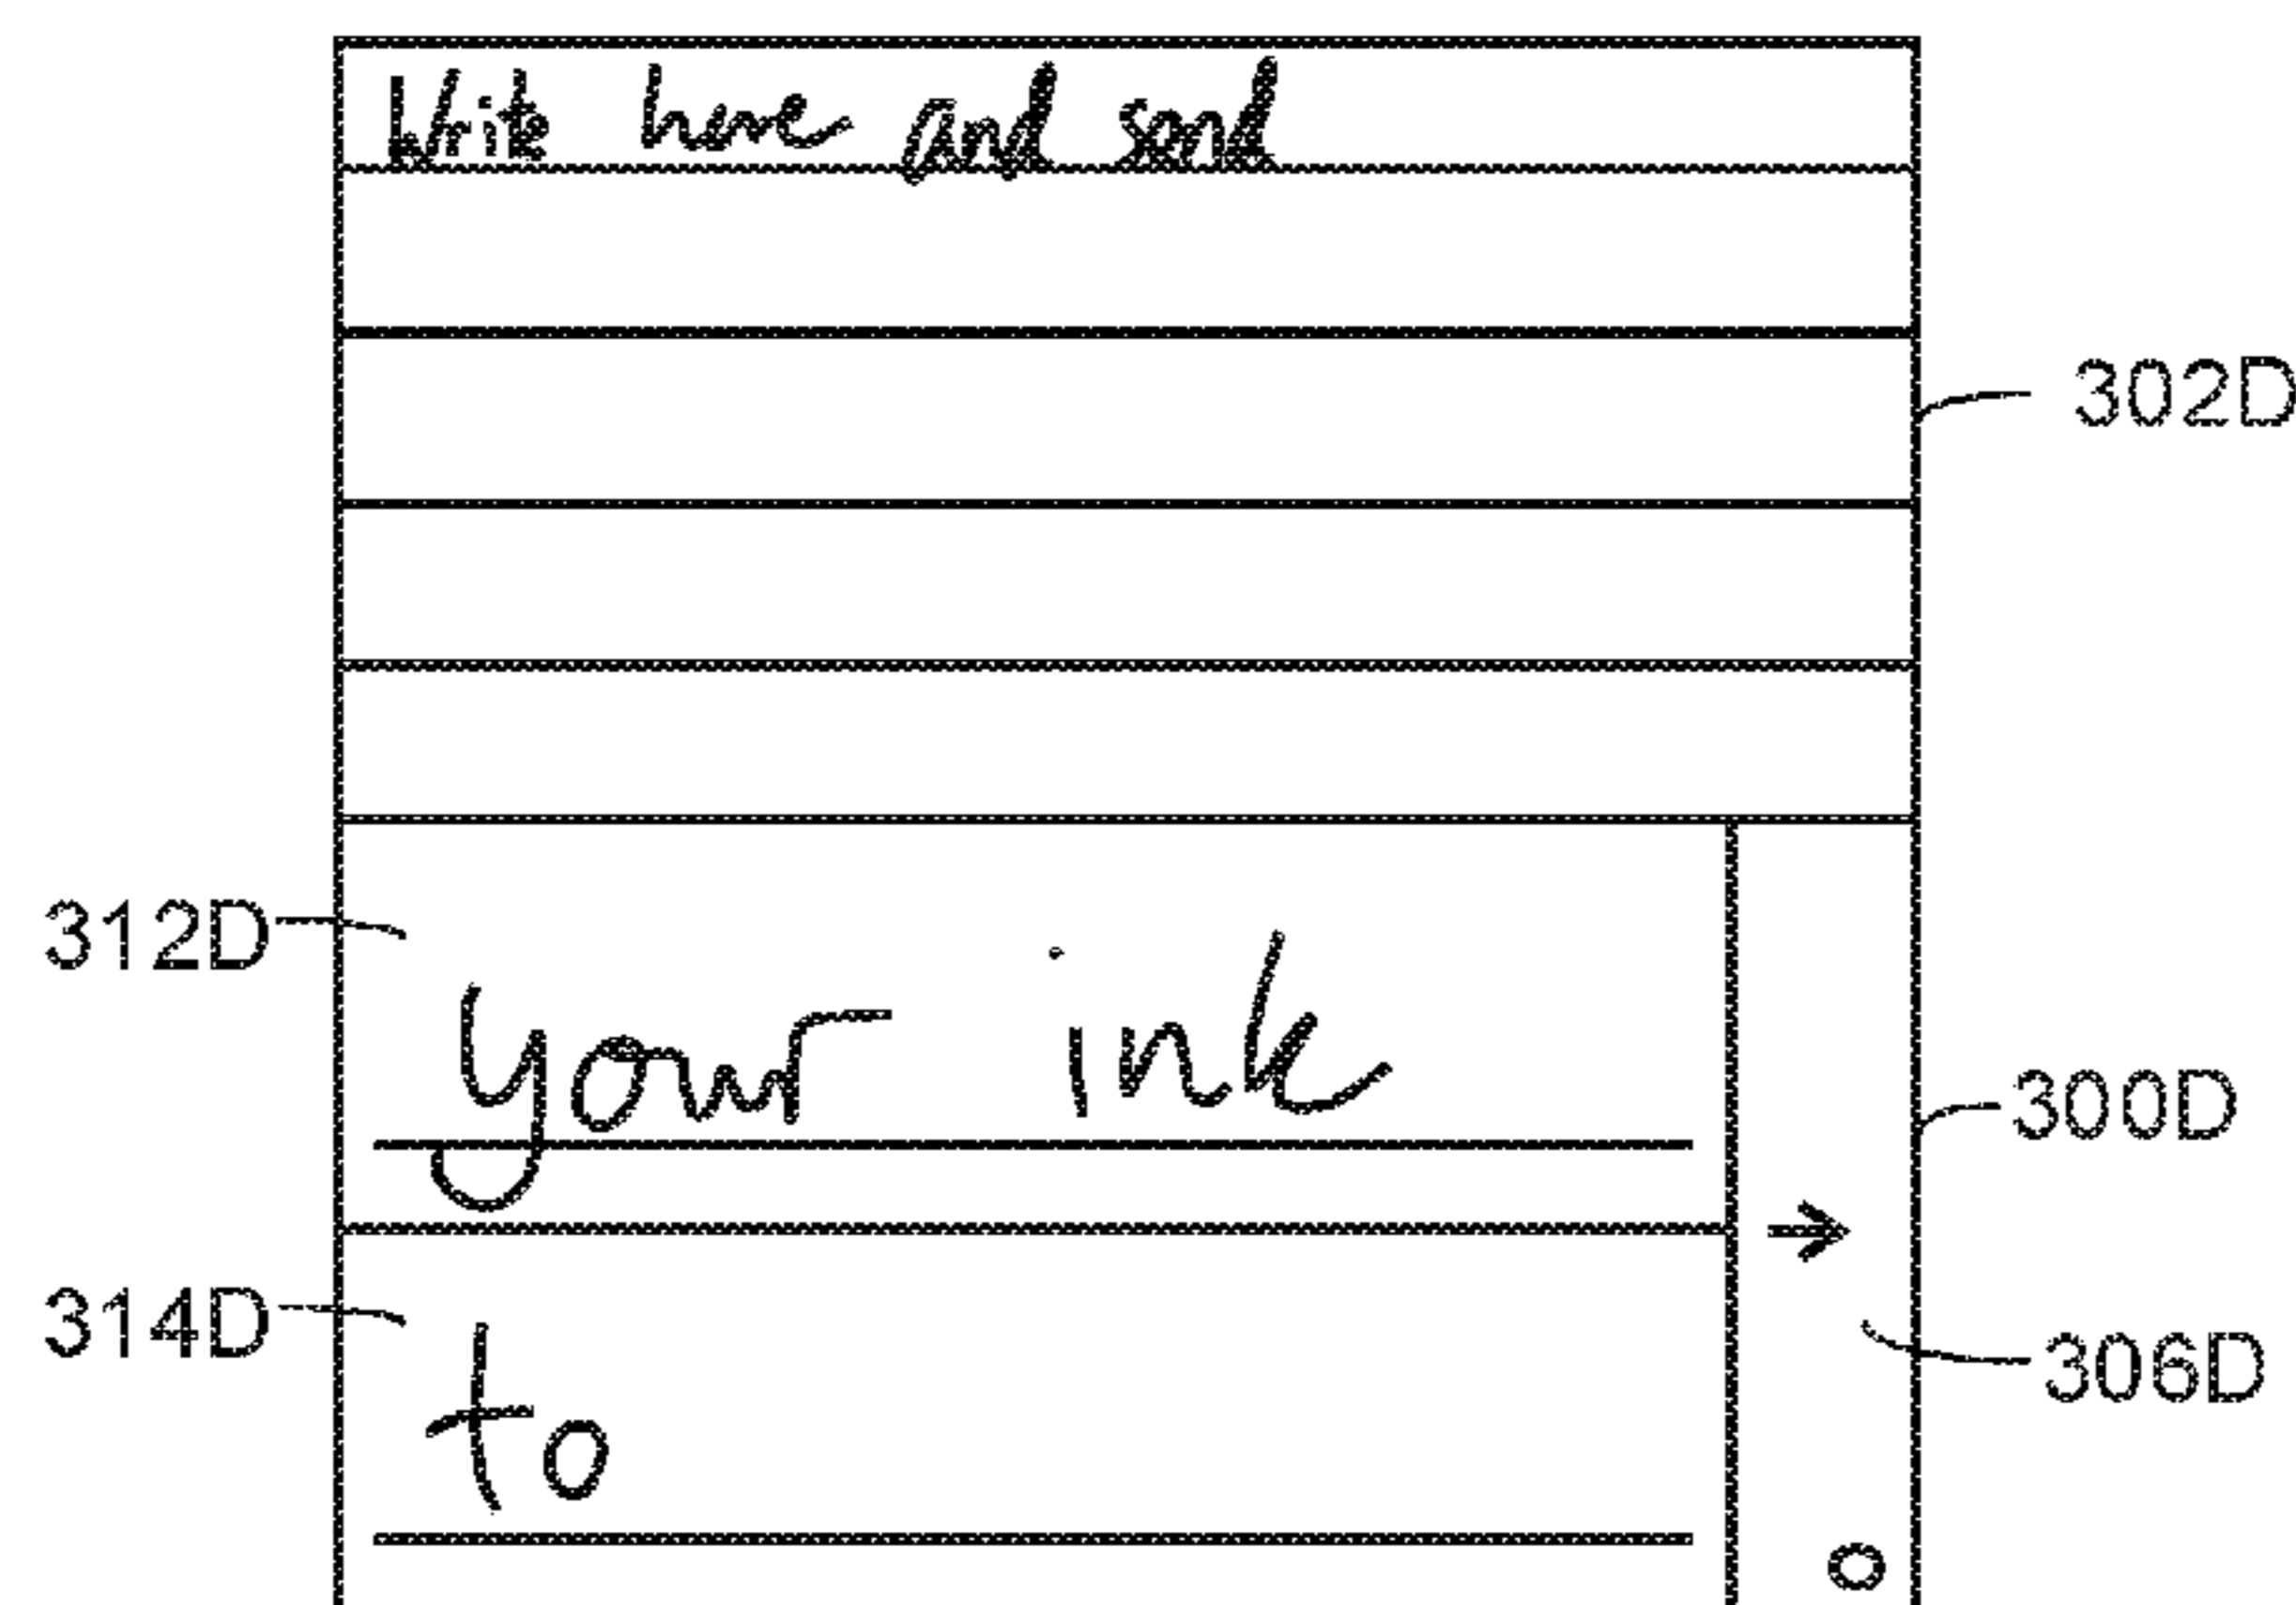 Write here and send
302D
312D
your ink
300D
314D
306D
to